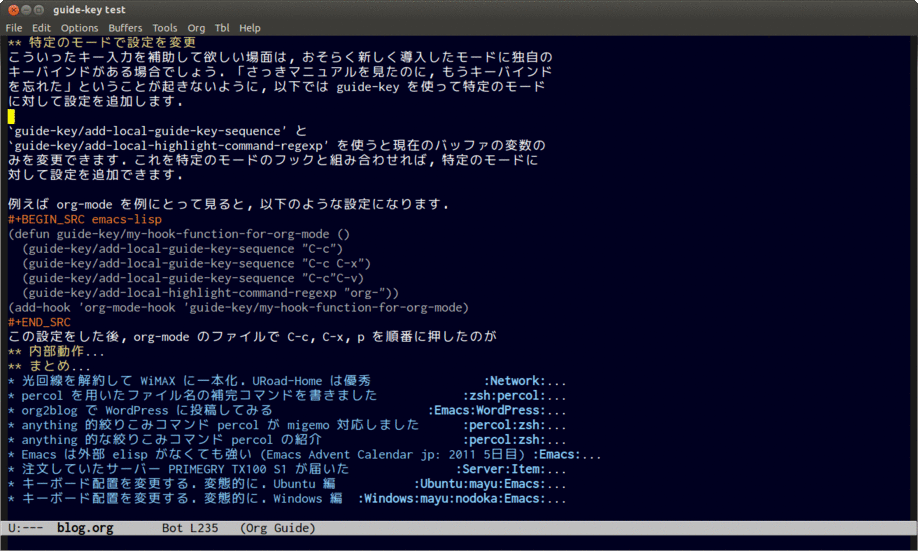 guide-key test
File Edit Options Buffers Tools Org Tbl Help
** 特定のモードで設定を変更
こういったキー入力を補助して欲しい場面は, おそらく新しく導入したモードに独自の
キーバインドがある場合でしょう. 「さっきマニュアルを見たのに, もうキーバインド
を忘れた」ということが起きないように, 以下では guide-key を使って特定のモード
に対して設定を追加します.
`guide-key/add-local-guide-key-sequence' と
`guide-key/add-local-highlight-command-regexp' を使うと現在のバッファの変数の
みを変更できます. これを特定のモードのフックと組み合わせれば, 特定のモードに
対して設定を追加できます.
例えば org-mode を例にとって見ると, 以下のような設定になります.
#+BEGIN_SRC emacs-lisp
(defun guide-key/my-hook-function-for-org-mode ()
  (guide-key/add-local-guide-key-sequence "C-c")
  (guide-key/add-local-guide-key-sequence "C-c C-x")
  (guide-key/add-local-guide-key-sequence "C-c"C-v)
  (guide-key/add-local-highlight-command-regexp "org-"))
(add-hook 'org-mode-hook 'guide-key/my-hook-function-for-org-mode)
#+END_SRC
この設定をした後, org-mode のファイルで C-c, C-x, p を順番に押したのが
** 内部動作...
** まとめ...
* 光回線を解約して WiMAX に一本化. URoad-Home は優秀 :Network:...
* percol を用いたファイル名の補完コマンドを書きました :zsh:percol:...
* org2blog で WordPress に投稿してみる :Emacs:WordPress:...
* anything 的絞りこみコマンド percol が migemo 対応しました :percol:zsh:...
* anything 的な絞りこみコマンド percol の紹介 :percol:zsh:...
* Emacs は外部 elisp がなくても強い (Emacs Advent Calendar jp: 2011 5日目) :Emacs:...
* 注文していたサーバー PRIMEGRY TX100 S1 が届いた :Server:Item:...
* キーボード配置を変更する. 変態的に. Ubuntu 編 :Ubuntu:mayu:Emacs:...
* キーボード配置を変更する. 変態的に. Windows 編 :Windows:mayu:nodoka:Emacs:...
U:--- blog.org Bot L235 (Org Guide)